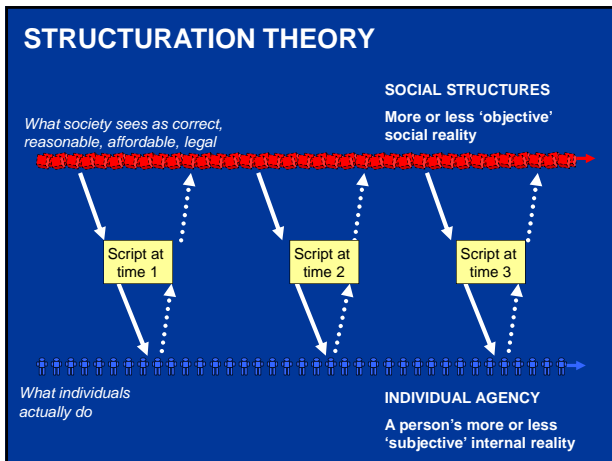 STRUCTURATION THEORY
SOCIAL STRUCTURES
More or less ‘objective’
social reality
What society sees as correct,
reasonable, affordable, legal
Script at
time 1
Script at
time 2
Script at
time 3
What individuals
actually do
INDIVIDUAL AGENCY
A person’s more or less
‘subjective’ internal reality